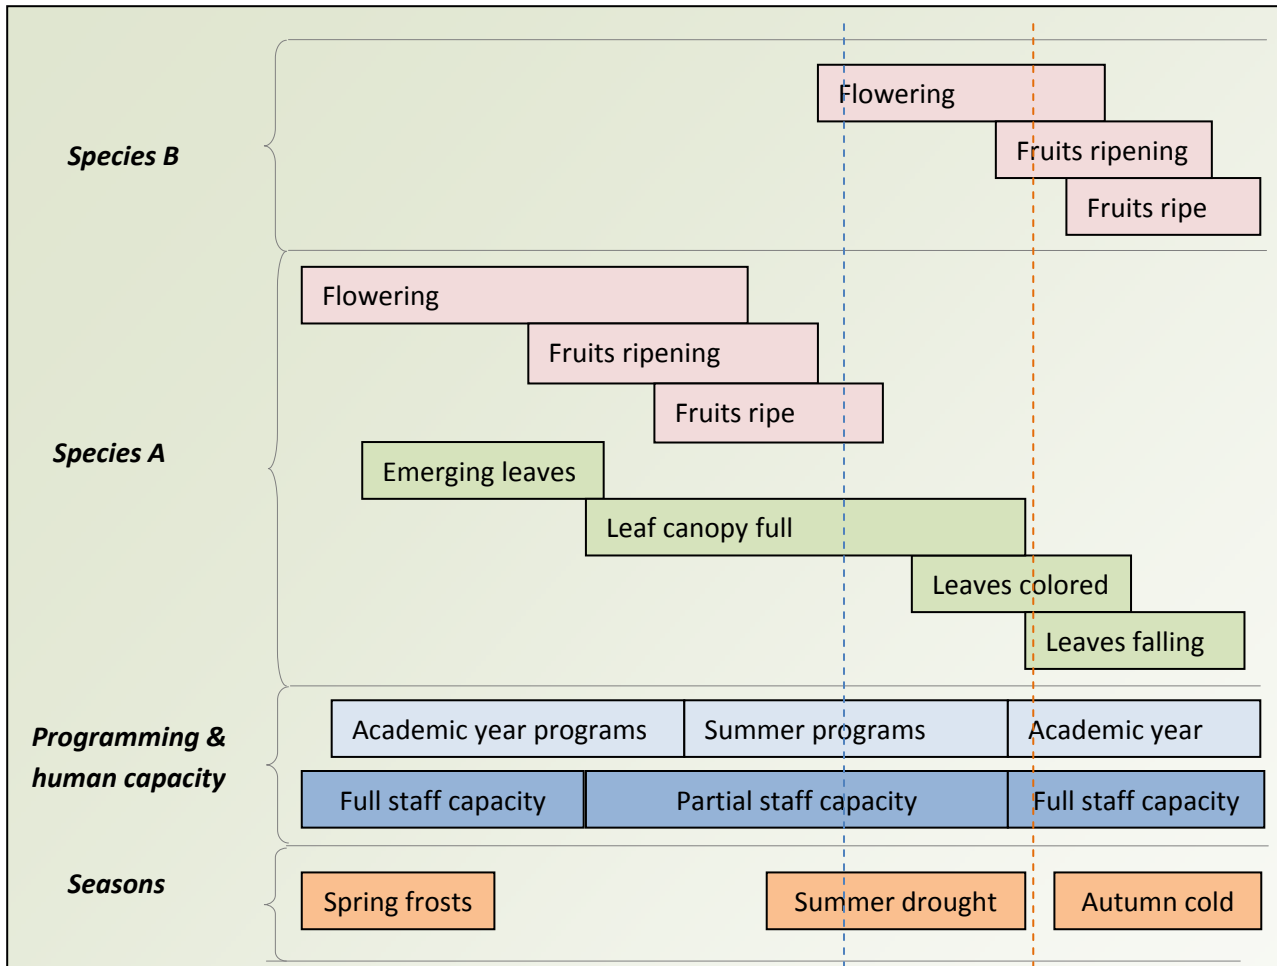 Flowering
Species B
Fruits ripening
Fruits ripe
Flowering
Fruits ripening
Fruits ripe
Species A
Emerging leaves
Leaf canopy full
Leaves colored
Leaves falling
Programming &
human capacity
Academic year programs
Summer programs
Academic year
Full staff capacity
Partial staff capacity
Full staff capacity
Seasons
Spring frosts
Summer drought
Autumn cold